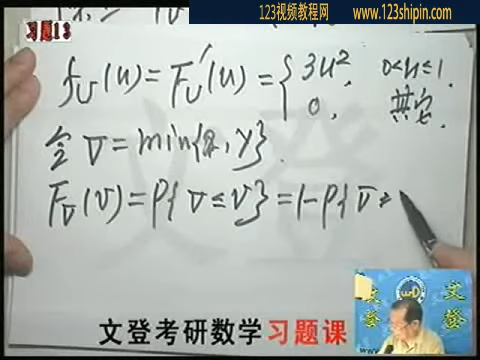 123视频教程网
www.123shipin.com
习题13
f_U(u) = F_U'(u) = { 3u², 0<u≤1,
0, 其它.
令 V = min{X, Y}.
F_V(v) = P{V ≤ v} = 1 - P{V ≥
文登
文登考研数学习题课
文登
文登